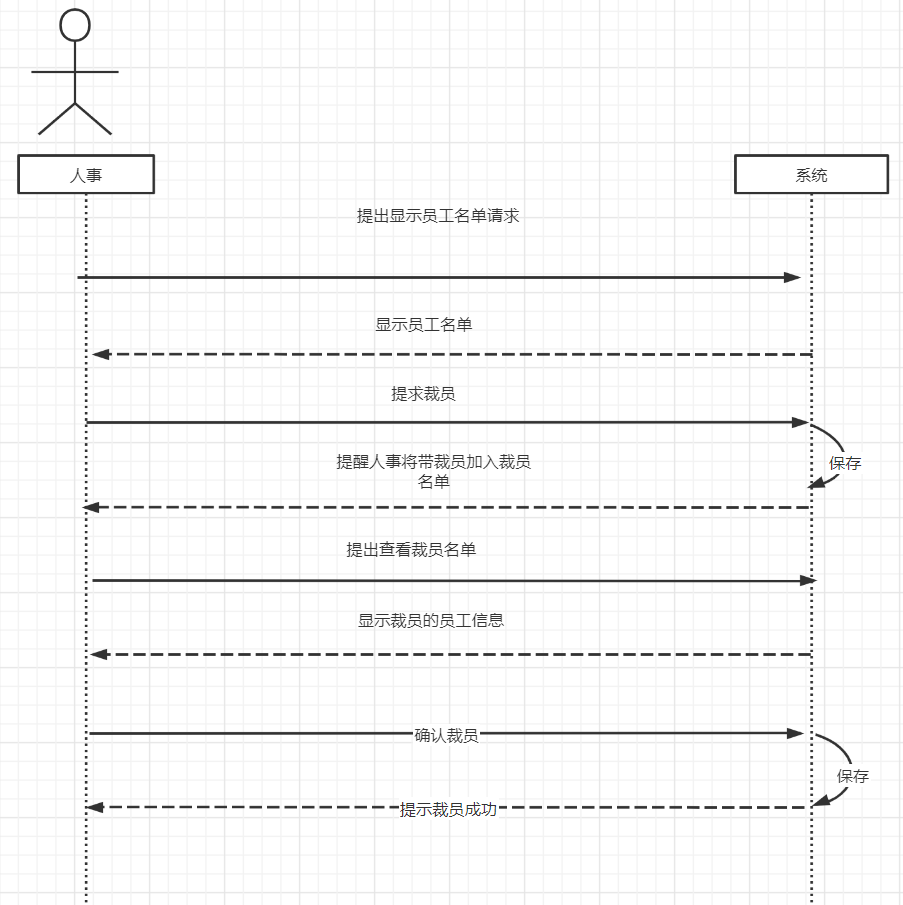 人事
系统
提出显示员工名单请求
显示员工名单
提求裁员
保存
提醒人事将带裁员加入裁员
名单
提出查看裁员名单
显示裁员的员工信息
确认裁员
保存
提示裁员成功